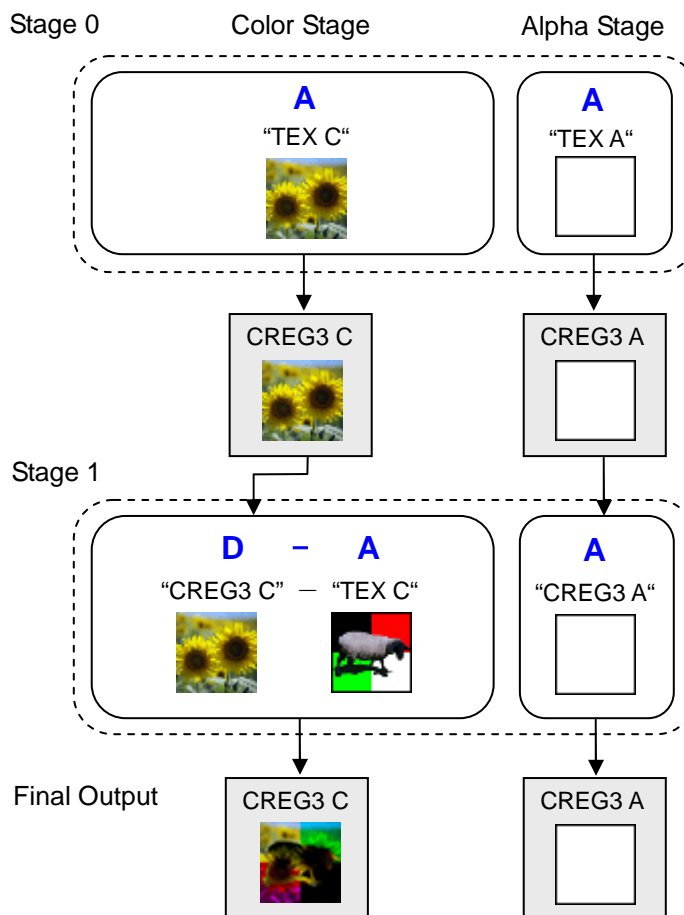 Stage 0 Color Stage Alpha Stage
A A
“TEX C“ “TEX A“
CREG3 C CREG3 A
Stage 1
D – A A
“CREG3 C” – “TEX C“ “CREG3 A“
Final Output CREG3 C CREG3 A